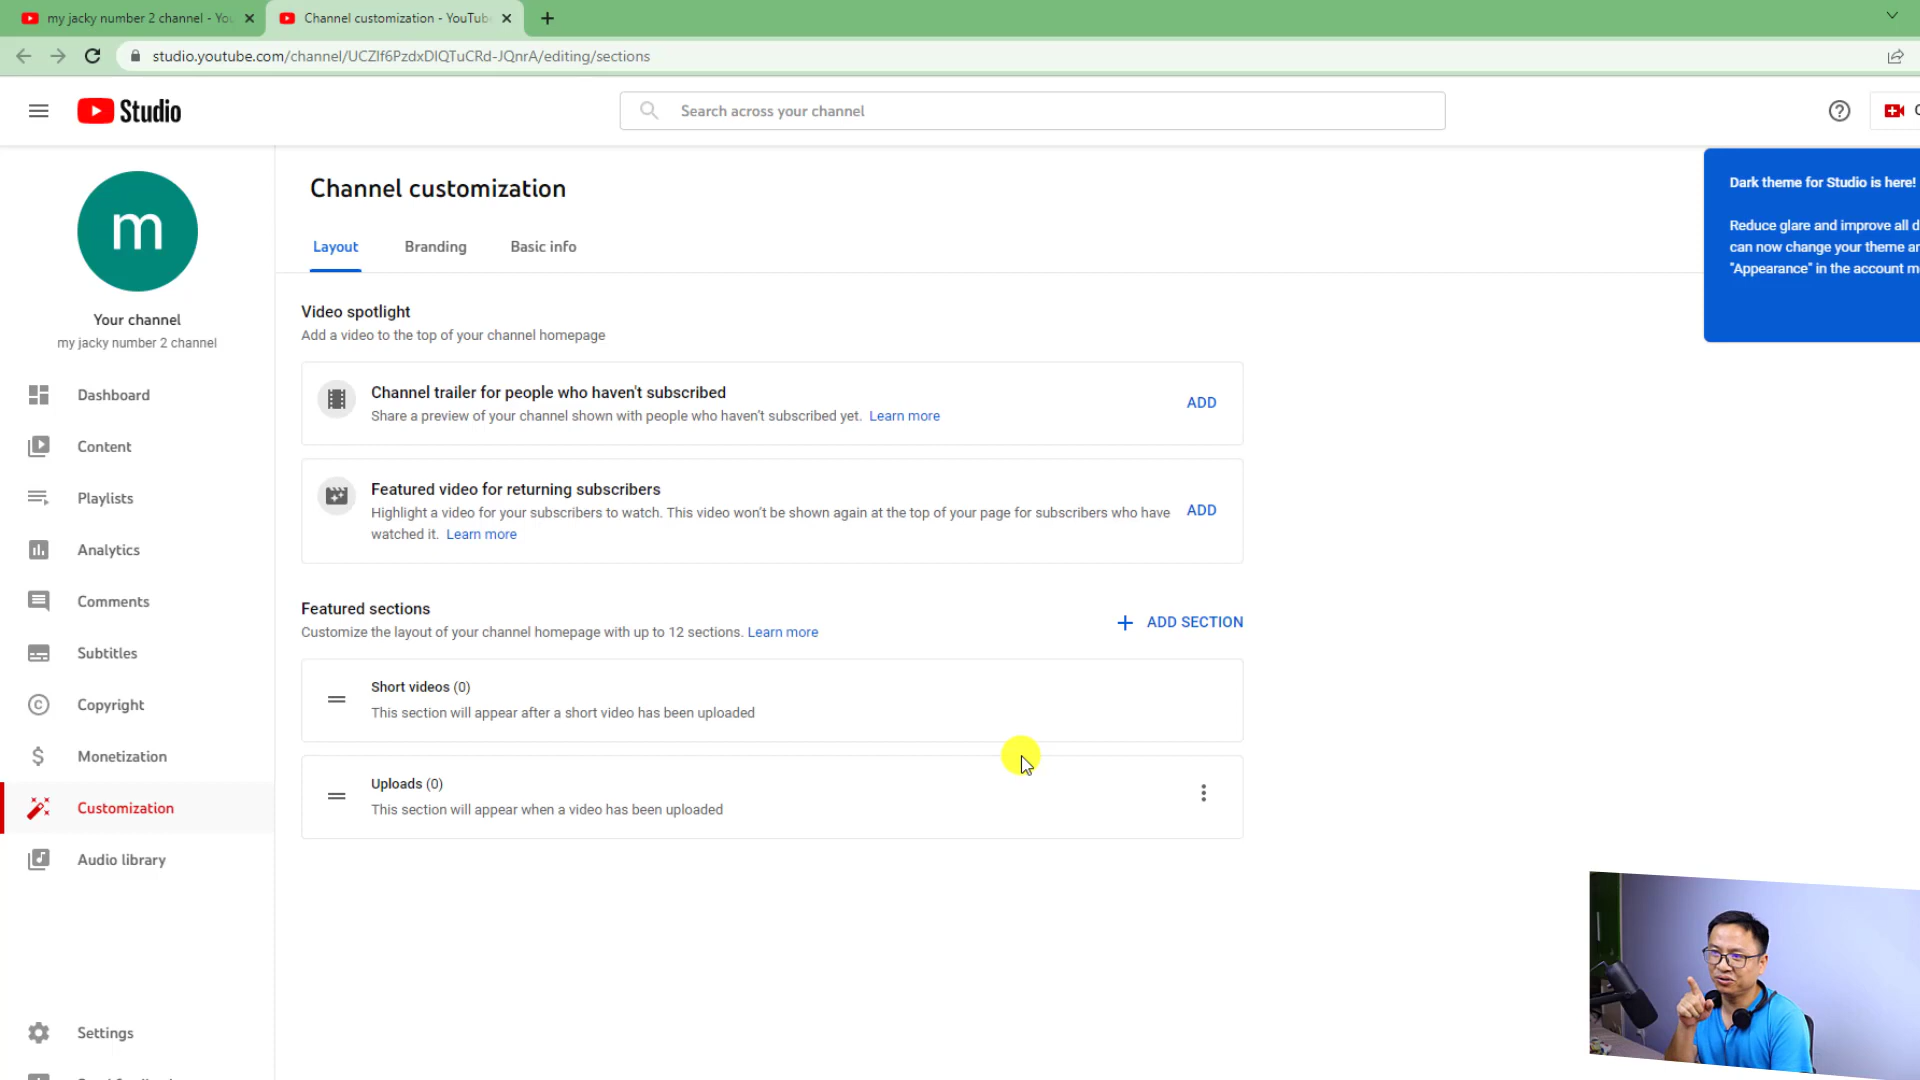 my jacky number 2 channel - You
Channel customization - YouTube
studio.youtube.com/channel/UCZlf6PzdxDlQTuCRd-JQnrA/editing/sections
Studio
Search across your channel
m
Your channel
my jacky number 2 channel
Dashboard
Content
Playlists
Analytics
Comments
Subtitles
Copyright
Monetization
Customization
Audio library
Settings
Channel customization
Layout
Branding
Basic info
Video spotlight
Add a video to the top of your channel homepage
Channel trailer for people who haven't subscribed
Share a preview of your channel shown with people who haven't subscribed yet. Learn more
ADD
Featured video for returning subscribers
Highlight a video for your subscribers to watch. This video won't be shown again at the top of your page for subscribers who have
watched it. Learn more
ADD
Featured sections
Customize the layout of your channel homepage with up to 12 sections. Learn more
ADD SECTION
Short videos (0)
This section will appear after a short video has been uploaded
Uploads (0)
This section will appear when a video has been uploaded
Dark theme for Studio is here!
Reduce glare and improve all d
can now change your theme an
"Appearance" in the account m